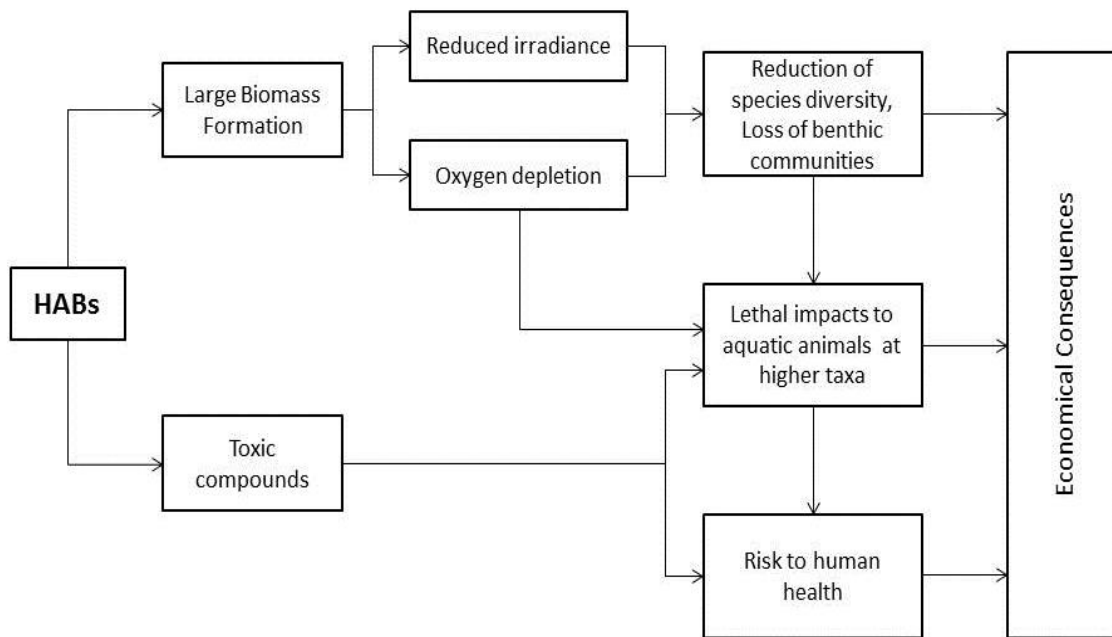 Reduced irradiance
Large Biomass
Formation
Oxygen depletion
Reduction of
species diversity,
Loss of benthic
communities
HABs
Lethal impacts to
aquatic animals at
higher taxa
Toxic
compounds
Risk to human
health
Economical Consequences